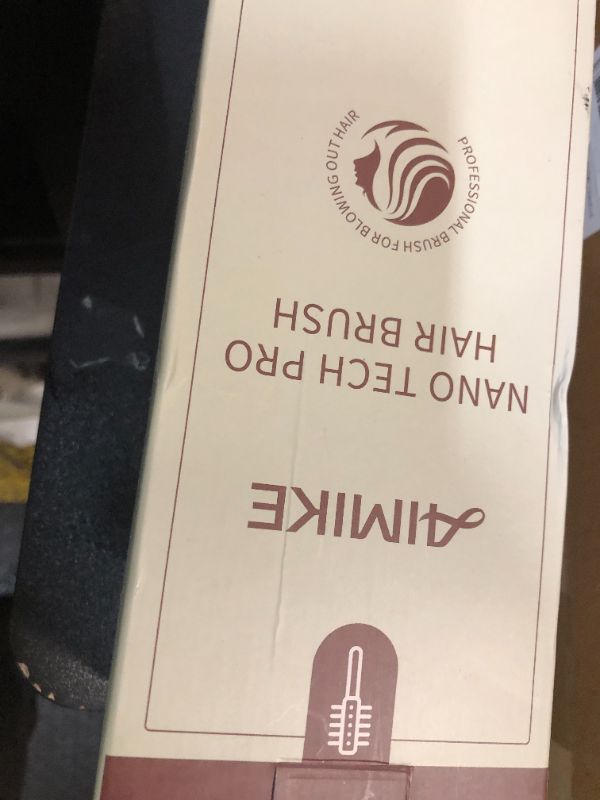 AIMIKE
NANO TECH PRO
HAIR BRUSH
PROFESSIONAL BRUSH FOR BLOWING OUT HAIR